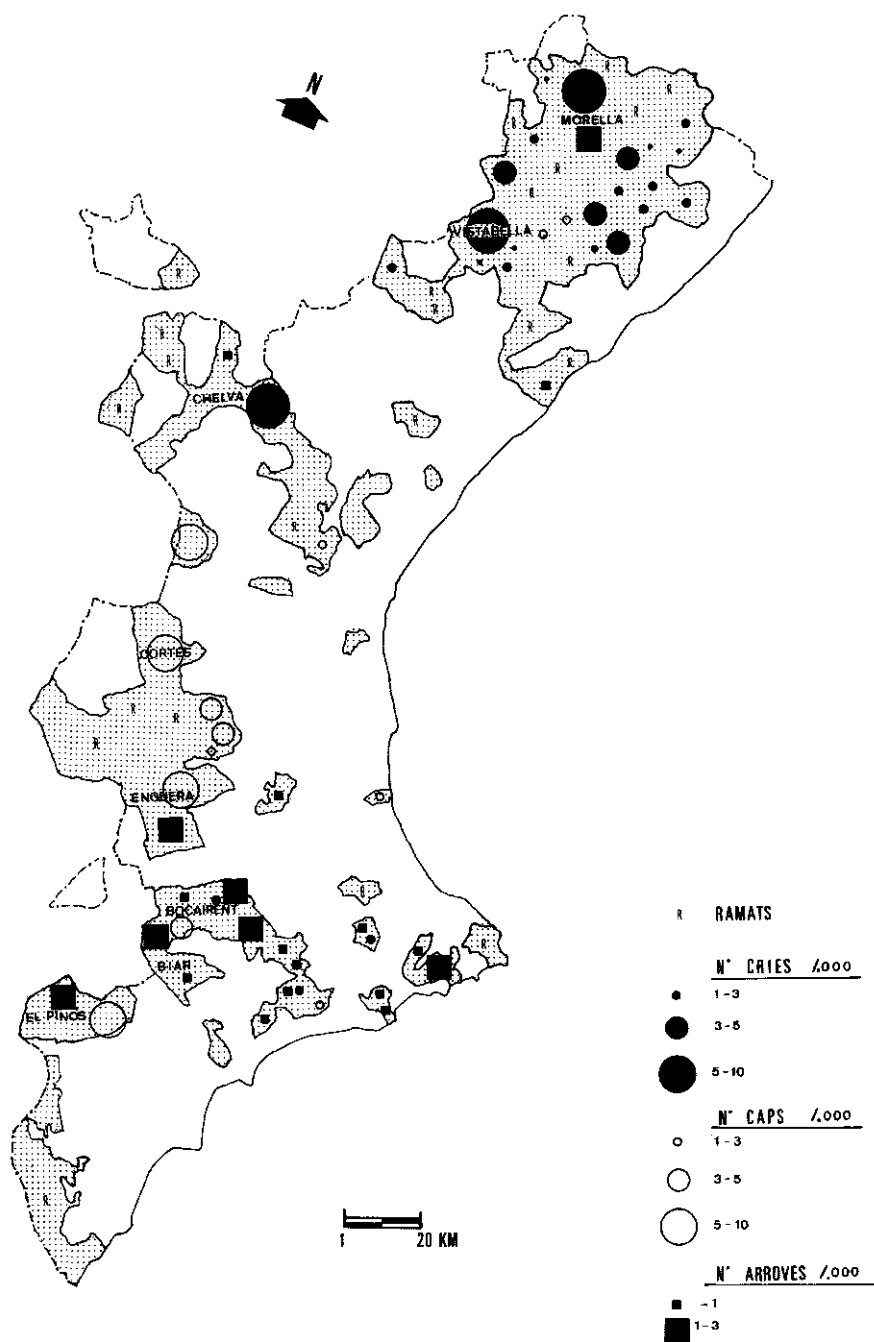 N
R
R
R
R
MORELLA
R
R
VISTABELLA
R
R
R
R
R
R
R
R
CHELVA
R
R
R
CORTES
R
R
R
ENGUERA
R
BOCAIRENT
R
BIAR
EL PINOS
R
1 20 KM
R RAMATS
N° CRIES /.000
1-3
3-5
5-10
N° CAPS /.000
1-3
3-5
5-10
N° ARROVES /.000
-1
1-3